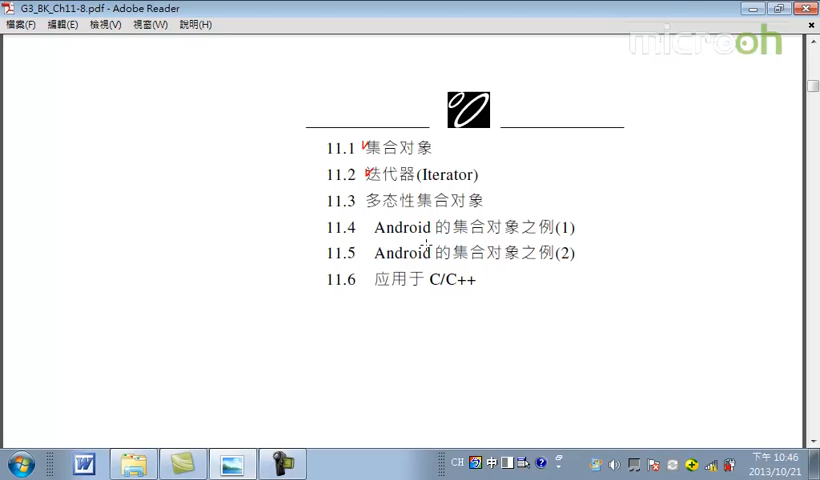 G3_BK_Ch11-8.pdf - Adobe Reader
檔案(F) 編輯(E) 檢視(V) 視窗(W) 說明(H)
microoh
11.1 集合对象
11.2 迭代器(Iterator)
11.3 多态性集合对象
11.4 Android 的集合对象之例(1)
11.5 Android 的集合对象之例(2)
11.6 应用于 C/C++
CH 中
下午 10:46
2013/10/21